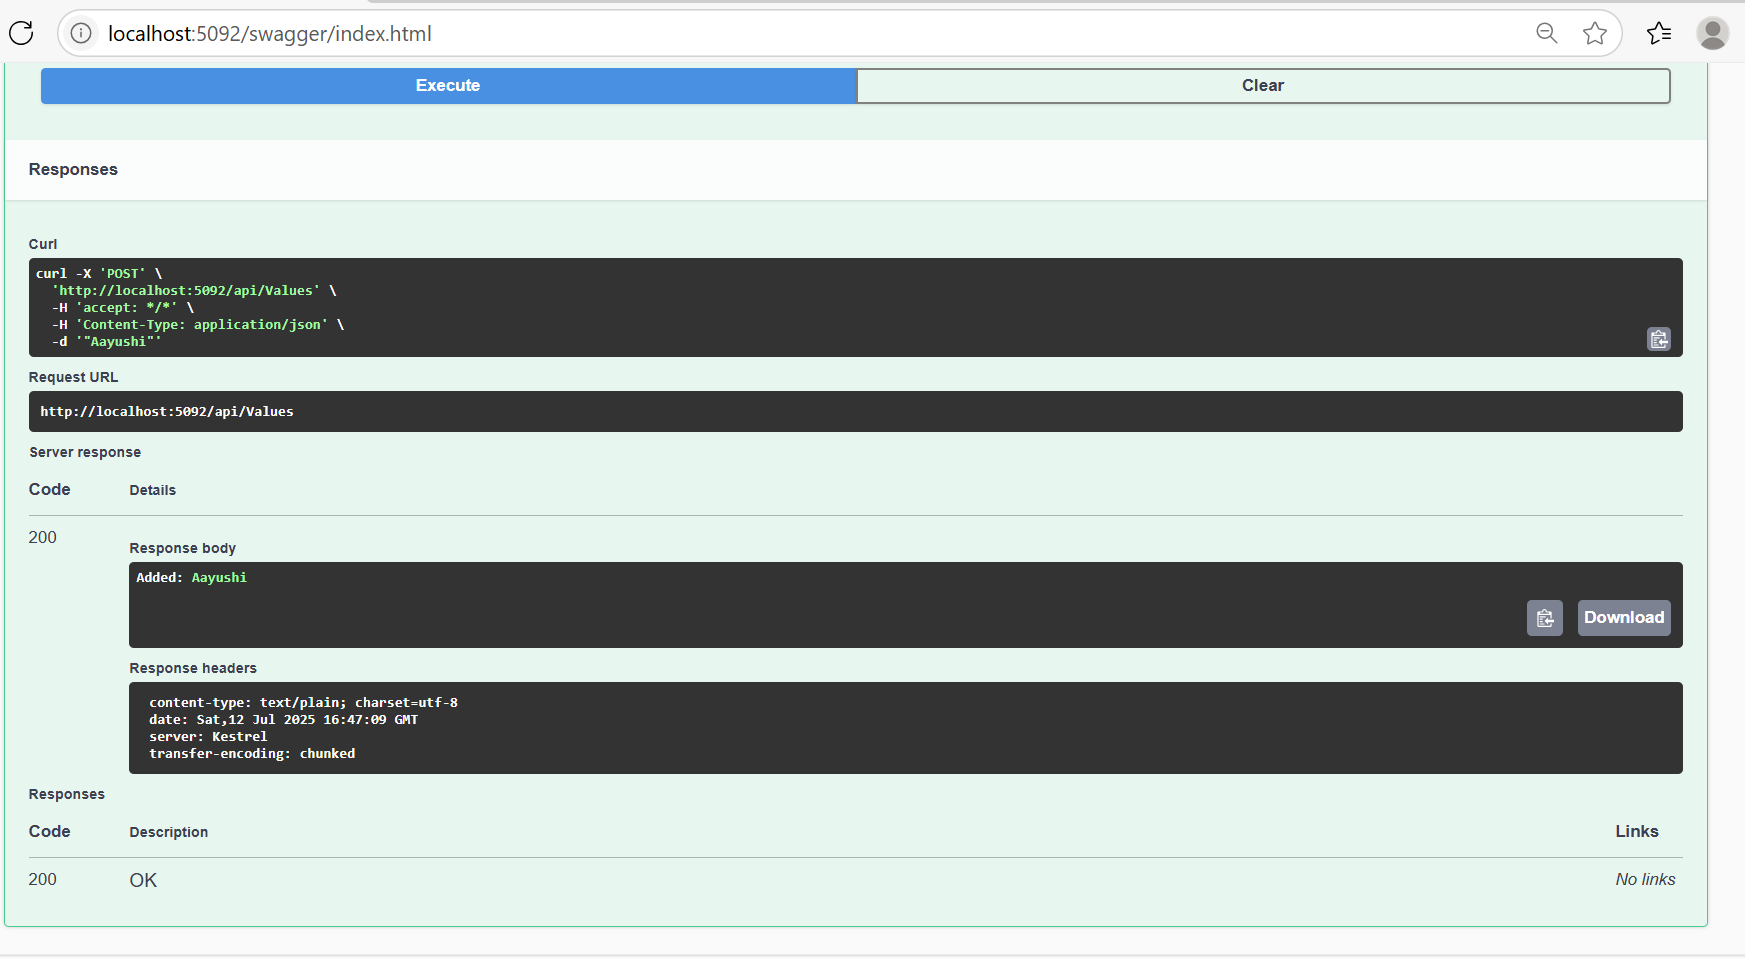 localhost:5092/swagger/index.html
Execute Clear
Responses
Curl
curl -X 'POST' \
'http://localhost:5092/api/Values' \
-H 'accept: */*' \
-H 'Content-Type: application/json' \
-d '"Aayushi"'
Request URL
http://localhost:5092/api/Values
Server response
Code Details
200
Response body
Added: Aayushi
Download
Response headers
content-type: text/plain; charset=utf-8
date: Sat,12 Jul 2025 16:47:09 GMT
server: Kestrel
transfer-encoding: chunked
Responses
Code Description Links
200 OK No links